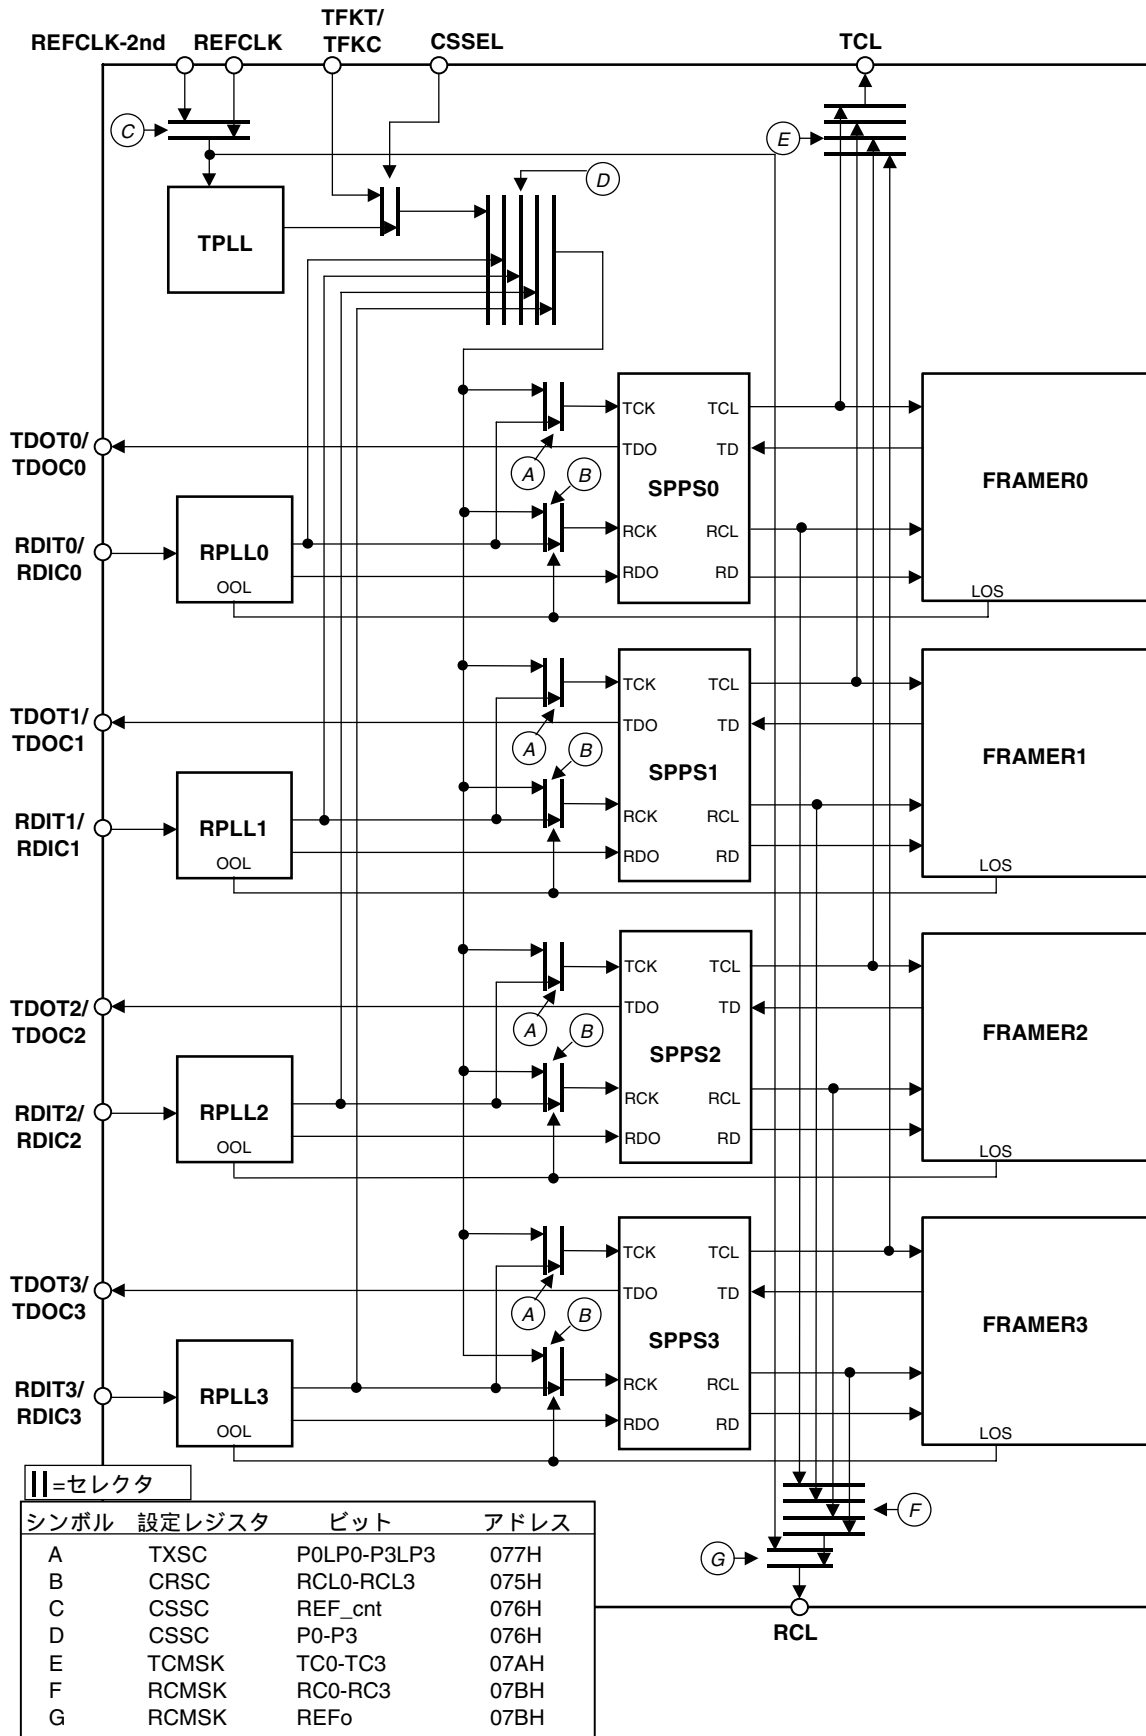 REFCLK-2nd
REFCLK
TFKT/
TFKC
CSSEL
TCL
C
E
D
TPLL
TCK
TCL
TDO
TD
SPPS0
RCK
RCL
RDO
RD
A
B
FRAMER0
LOS
TDOT0/
TDOC0
RDIT0/
RDIC0
RPLL0
OOL
TCK
TCL
TDO
TD
SPPS1
RCK
RCL
RDO
RD
A
B
FRAMER1
LOS
TDOT1/
TDOC1
RDIT1/
RDIC1
RPLL1
OOL
TCK
TCL
TDO
TD
SPPS2
RCK
RCL
RDO
RD
A
B
FRAMER2
LOS
TDOT2/
TDOC2
RDIT2/
RDIC2
RPLL2
OOL
TCK
TCL
TDO
TD
SPPS3
RCK
RCL
RDO
RD
A
B
FRAMER3
LOS
TDOT3/
TDOC3
RDIT3/
RDIC3
RPLL3
OOL
F
G
RCL
=セレクタ
シンボル 設定レジスタ ビット アドレス
A TXSC P0LP0-P3LP3 077H
B CRSC RCL0-RCL3 075H
C CSSC REF_cnt 076H
D CSSC P0-P3 076H
E TCMSK TC0-TC3 07AH
F RCMSK RC0-RC3 07BH
G RCMSK REFo 07BH